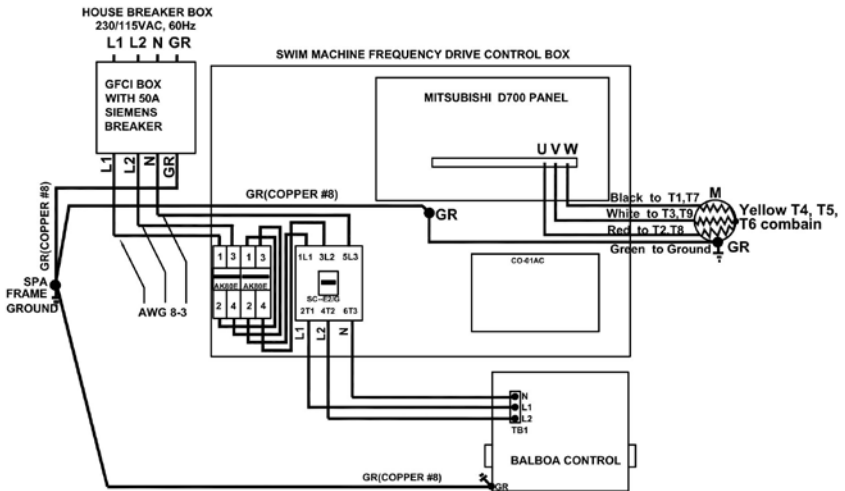 HOUSE BREAKER BOX
230/115VAC, 60Hz
L1 L2 N GR
SWIM MACHINE FREQUENCY DRIVE CONTROL BOX
GFCI BOX
WITH 50A
SIEMENS
BREAKER
MITSUBISHI D700 PANEL
U V W
L1
L2
N
GR
GR(COPPER #8)
GR(COPPER #8)
GR
Black to T1,T7
White to T3,T9
Red to T2,T8
Green to Ground
M
Yellow T4, T5,
T6 combain
GR
SPA
FRAME
GROUND
AWG 8-3
1 3 1 3
AK80E AK80E
2 4 2 4
1L1 3L2 5L3
SC-E2/G
2T1 4T2 6T3
L1
L2
N
CO-01AC
N
L1
L2
TB1
BALBOA CONTROL
GR(COPPER #8)
GR